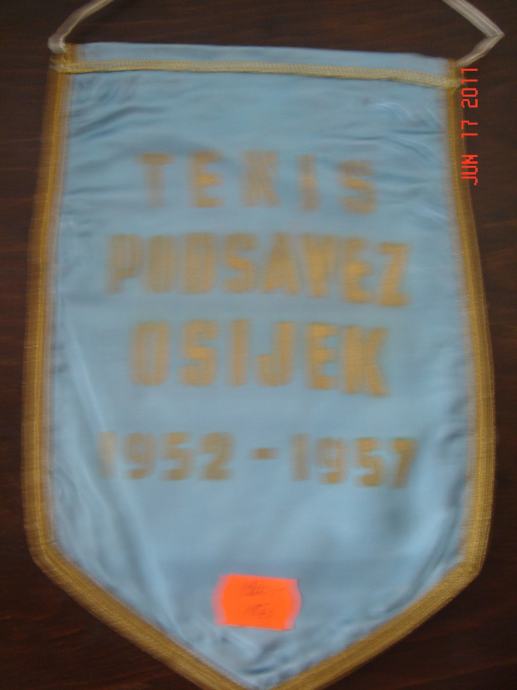 TENIS
PODSAVEZ
OSIJEK
1952-1957
JUN 17 2011